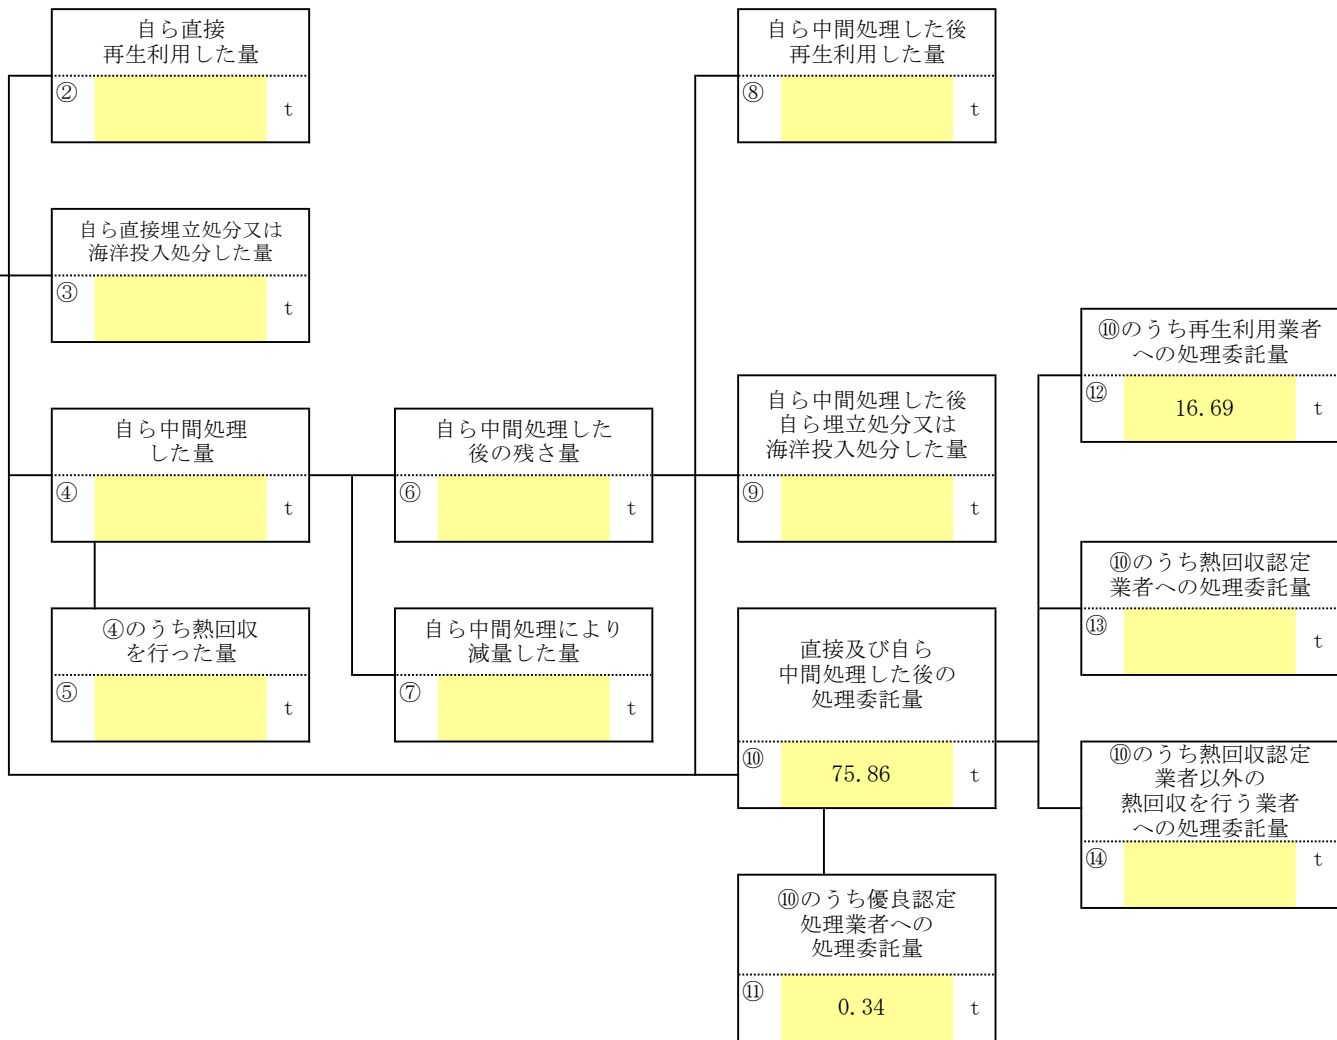 自ら直接
再生利用した量
②
t
自ら中間処理した後
再生利用した量
⑧
t
自ら直接埋立処分又は
海洋投入処分した量
③
t
⑩のうち再生利用業者
への処理委託量
⑫
16.69
t
自ら中間処理
した量
④
t
自ら中間処理した
後の残さ量
⑥
t
自ら中間処理した後
自ら埋立処分又は
海洋投入処分した量
⑨
t
⑩のうち熱回収認定
業者への処理委託量
⑬
t
④のうち熱回収
を行った量
⑤
t
自ら中間処理により
減量した量
⑦
t
直接及び自ら
中間処理した後の
処理委託量
⑩
75.86
t
⑩のうち熱回収認定
業者以外の
熱回収を行う業者
への処理委託量
⑭
t
⑩のうち優良認定
処理業者への
処理委託量
⑪
0.34
t